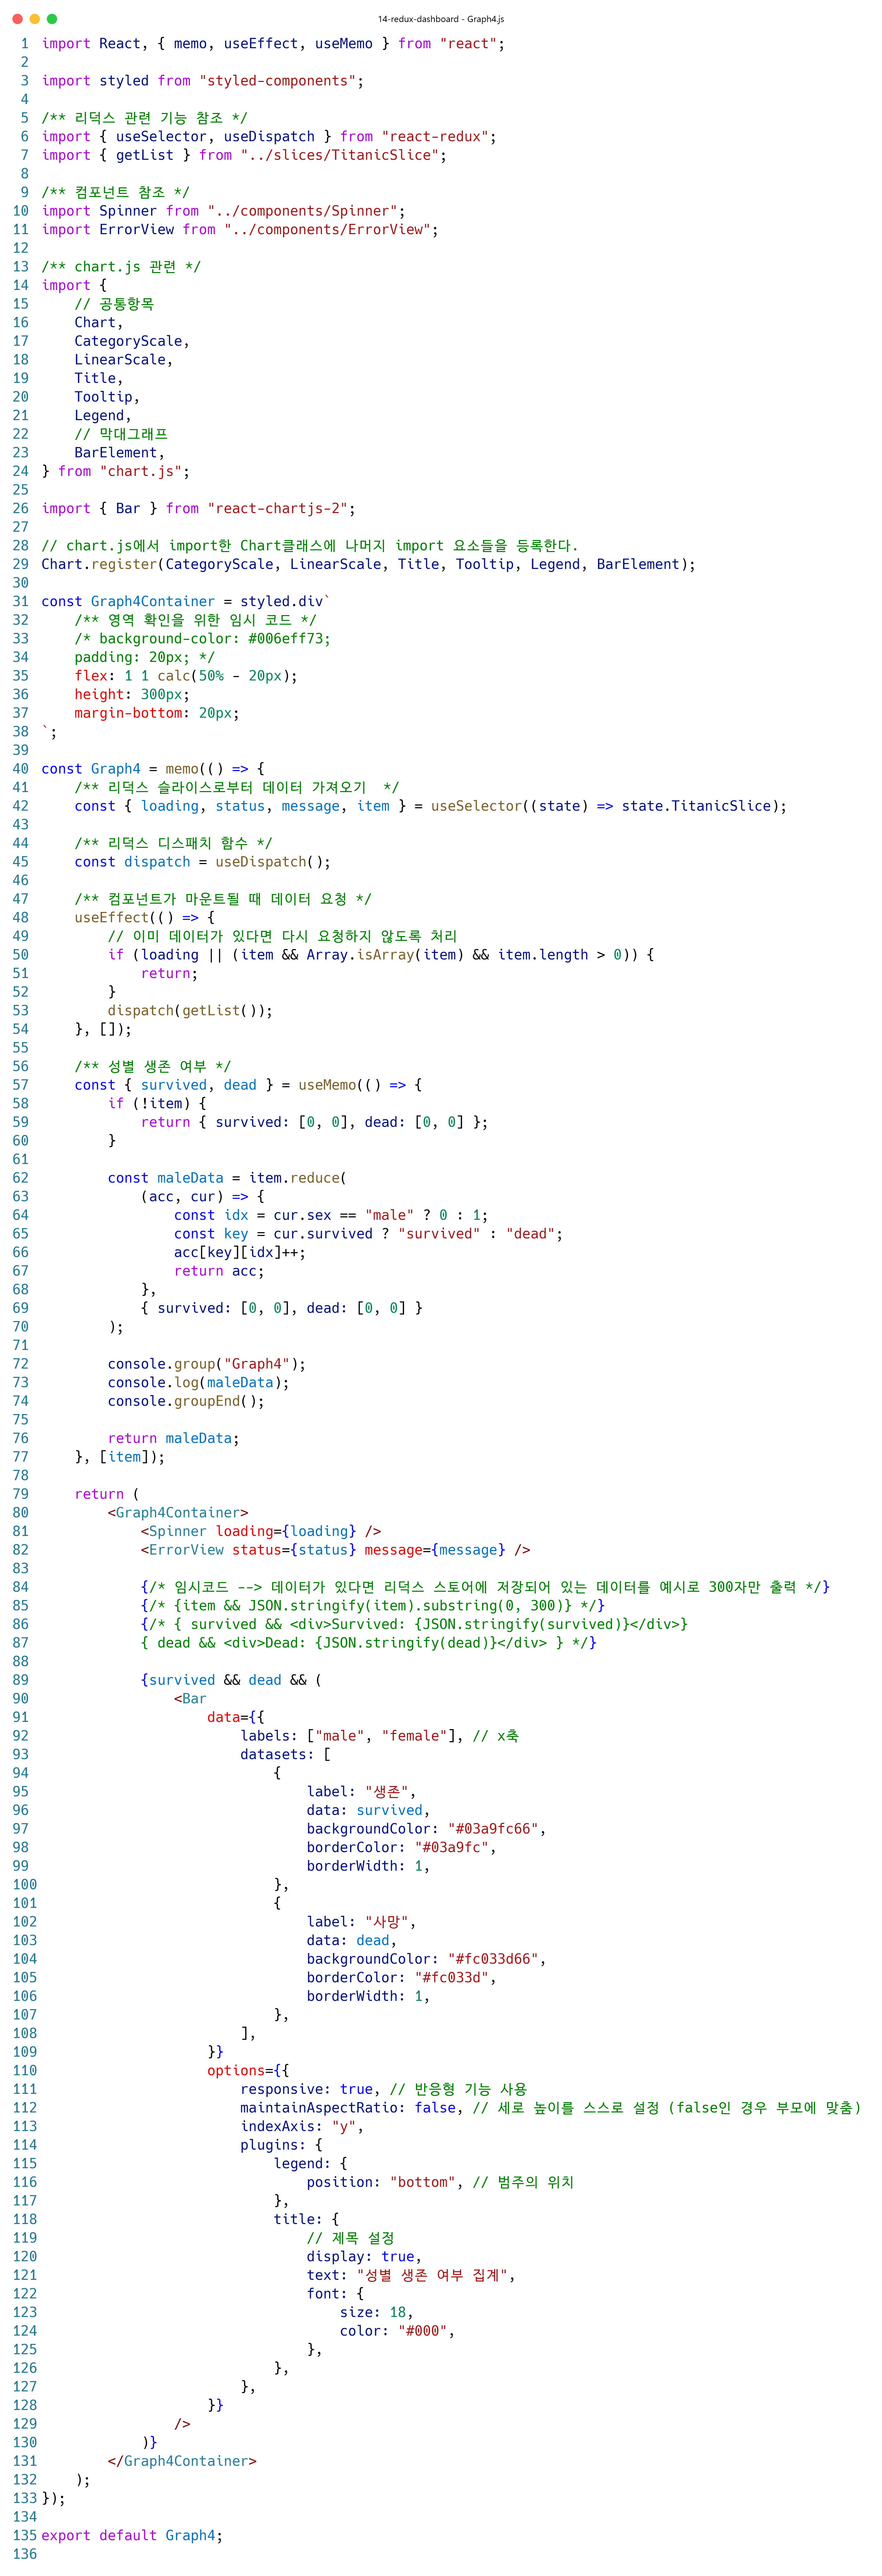 14-redux-dashboard - Graph4.js
1 import React, { memo, useEffect, useMemo } from "react";
2
3 import styled from "styled-components";
4
5 /** 리덕스 관련 기능 참조 */
6 import { useSelector, useDispatch } from "react-redux";
7 import { getList } from "../slices/TitanicSlice";
8
9 /** 컴포넌트 참조 */
10 import Spinner from "../components/Spinner";
11 import ErrorView from "../components/ErrorView";
12
13 /** chart.js 관련 */
14 import {
15     // 공통항목
16     Chart,
17     CategoryScale,
18     LinearScale,
19     Title,
20     Tooltip,
21     Legend,
22     // 막대그래프
23     BarElement,
24 } from "chart.js";
25
26 import { Bar } from "react-chartjs-2";
27
28 // chart.js에서 import한 Chart클래스에 나머지 import 요소들을 등록한다.
29 Chart.register(CategoryScale, LinearScale, Title, Tooltip, Legend, BarElement);
30
31 const Graph4Container = styled.div`
32     /** 영역 확인을 위한 임시 코드 */
33     /* background-color: #006eff73;
34     padding: 20px; */
35     flex: 1 1 calc(50% - 20px);
36     height: 300px;
37     margin-bottom: 20px;
38 `;
39
40 const Graph4 = memo(() => {
41     /** 리덕스 슬라이스로부터 데이터 가져오기  */
42     const { loading, status, message, item } = useSelector((state) => state.TitanicSlice);
43
44     /** 리덕스 디스패치 함수 */
45     const dispatch = useDispatch();
46
47     /** 컴포넌트가 마운트될 때 데이터 요청 */
48     useEffect(() => {
49         // 이미 데이터가 있다면 다시 요청하지 않도록 처리
50         if (loading || (item && Array.isArray(item) && item.length > 0)) {
51             return;
52         }
53         dispatch(getList());
54     }, []);
55
56     /** 성별 생존 여부 */
57     const { survived, dead } = useMemo(() => {
58         if (!item) {
59             return { survived: [0, 0], dead: [0, 0] };
60         }
61
62         const maleData = item.reduce(
63             (acc, cur) => {
64                 const idx = cur.sex == "male" ? 0 : 1;
65                 const key = cur.survived ? "survived" : "dead";
66                 acc[key][idx]++;
67                 return acc;
68             },
69             { survived: [0, 0], dead: [0, 0] }
70         );
71
72         console.group("Graph4");
73         console.log(maleData);
74         console.groupEnd();
75
76         return maleData;
77     }, [item]);
78
79     return (
80         <Graph4Container>
81             <Spinner loading={loading} />
82             <ErrorView status={status} message={message} />
83
84             {/* 임시코드 --> 데이터가 있다면 리덕스 스토어에 저장되어 있는 데이터를 예시로 300자만 출력 */}
85             {/* {item && JSON.stringify(item).substring(0, 300)} */}
86             {/* { survived && <div>Survived: {JSON.stringify(survived)}</div>}
87             { dead && <div>Dead: {JSON.stringify(dead)}</div> } */}
88
89             {survived && dead && (
90                 <Bar
91                     data={{
92                         labels: ["male", "female"], // x축
93                         datasets: [
94                             {
95                                 label: "생존",
96                                 data: survived,
97                                 backgroundColor: "#03a9fc66",
98                                 borderColor: "#03a9fc",
99                                 borderWidth: 1,
100                             },
101                             {
102                                 label: "사망",
103                                 data: dead,
104                                 backgroundColor: "#fc033d66",
105                                 borderColor: "#fc033d",
106                                 borderWidth: 1,
107                             },
108                         ],
109                     }}
110                     options={{
111                         responsive: true, // 반응형 기능 사용
112                         maintainAspectRatio: false, // 세로 높이를 스스로 설정 (false인 경우 부모에 맞춤)
113                         indexAxis: "y",
114                         plugins: {
115                             legend: {
116                                 position: "bottom", // 범주의 위치
117                             },
118                             title: {
119                                 // 제목 설정
120                                 display: true,
121                                 text: "성별 생존 여부 집계",
122                                 font: {
123                                     size: 18,
124                                     color: "#000",
125                                 },
126                             },
127                         },
128                     }}
129                 />
130             )}
131         </Graph4Container>
132     );
133 });
134
135 export default Graph4;
136